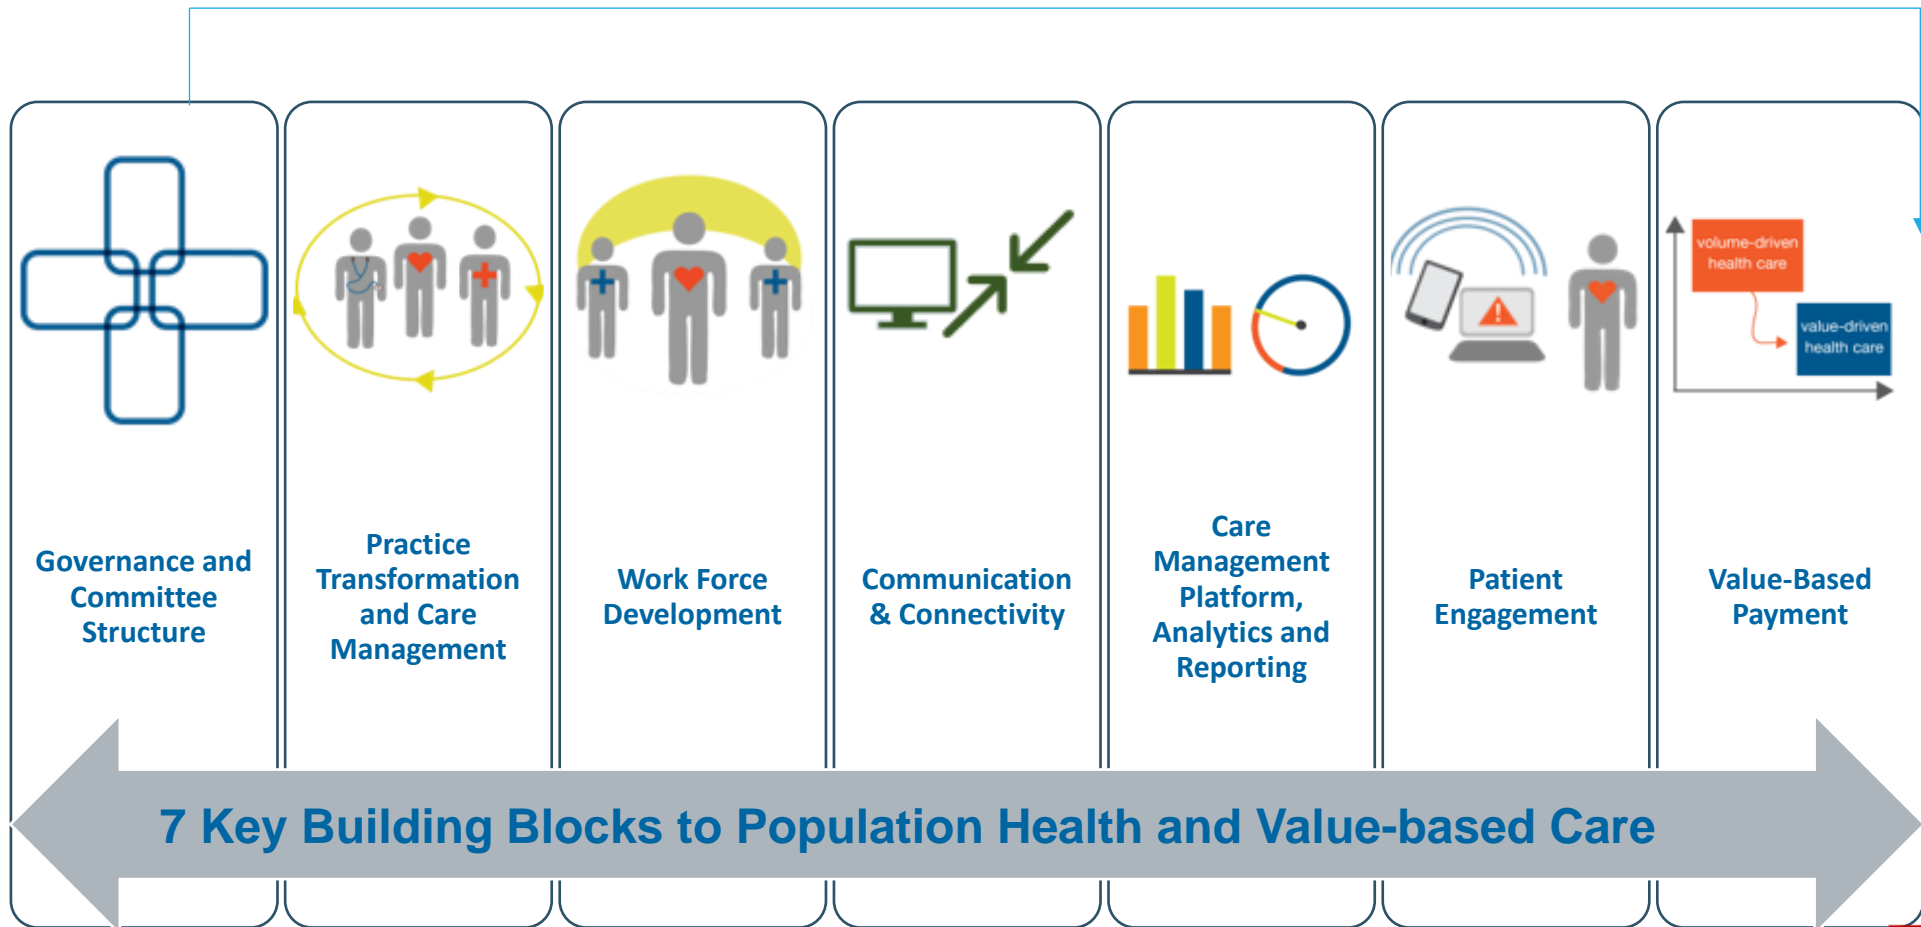 volume-driven
health care
value-driven
health care
Governance and
Committee
Structure
Practice
Transformation
and Care
Management
Work Force
Development
Communication
& Connectivity
Care
Management
Platform,
Analytics and
Reporting
Patient
Engagement
Value-Based
Payment
7 Key Building Blocks to Population Health and Value-based Care